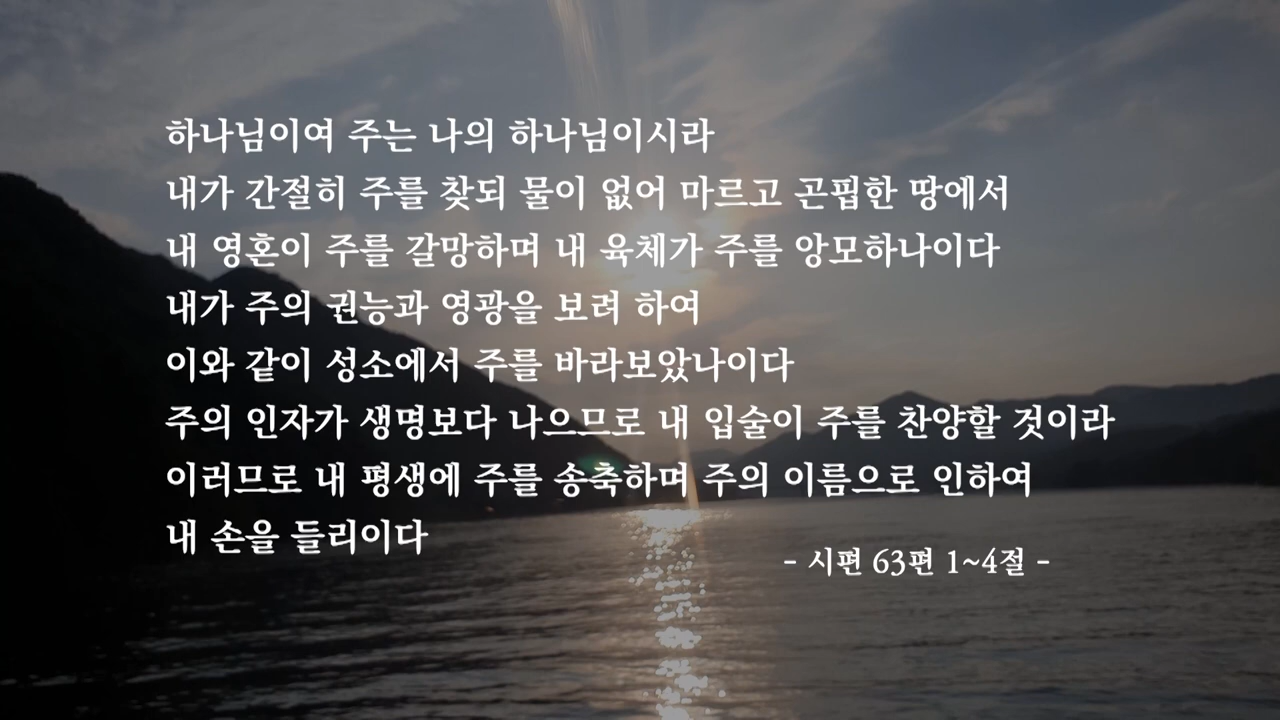 하나님이여 주는 나의 하나님이시라
내가 간절히 주를 찾되 물이 없어 마르고 곤핍한 땅에서
내 영혼이 주를 갈망하며 내 육체가 주를 앙모하나이다
내가 주의 권능과 영광을 보려 하여
이와 같이 성소에서 주를 바라보았나이다
주의 인자가 생명보다 나으므로 내 입술이 주를 찬양할 것이라
이러므로 내 평생에 주를 송축하며 주의 이름으로 인하여
내 손을 들리이다
- 시편 63편 1~4절 -